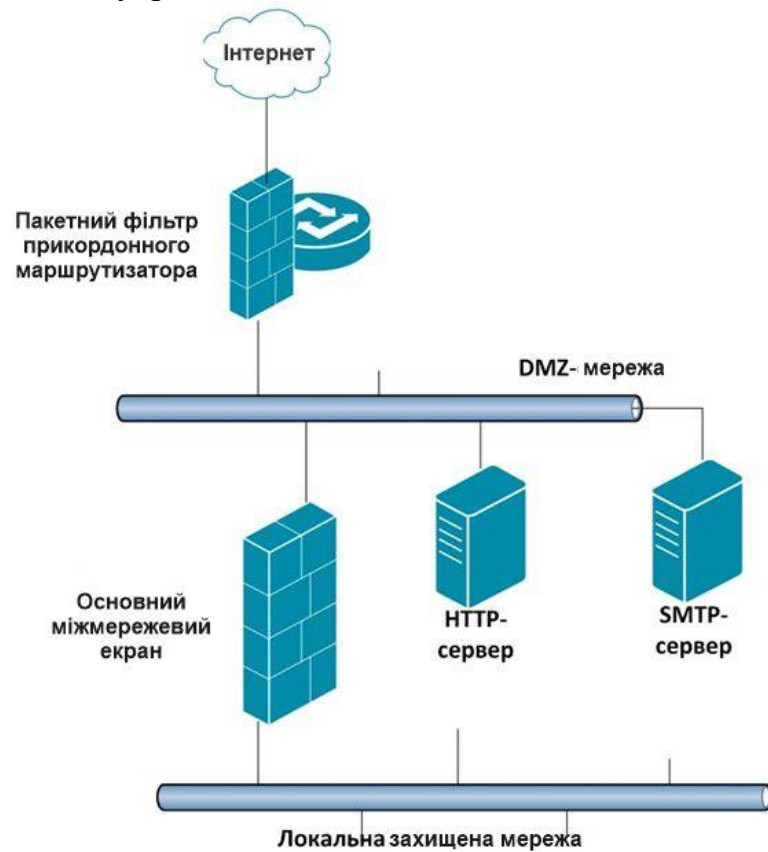 Інтернет
Пакетний фільтр
прикордонного
маршрутизатора
DMZ- мережа
Основний
міжмережевий
екран
HTTP-
сервер
SMTP-
сервер
Локальна захищена мережа